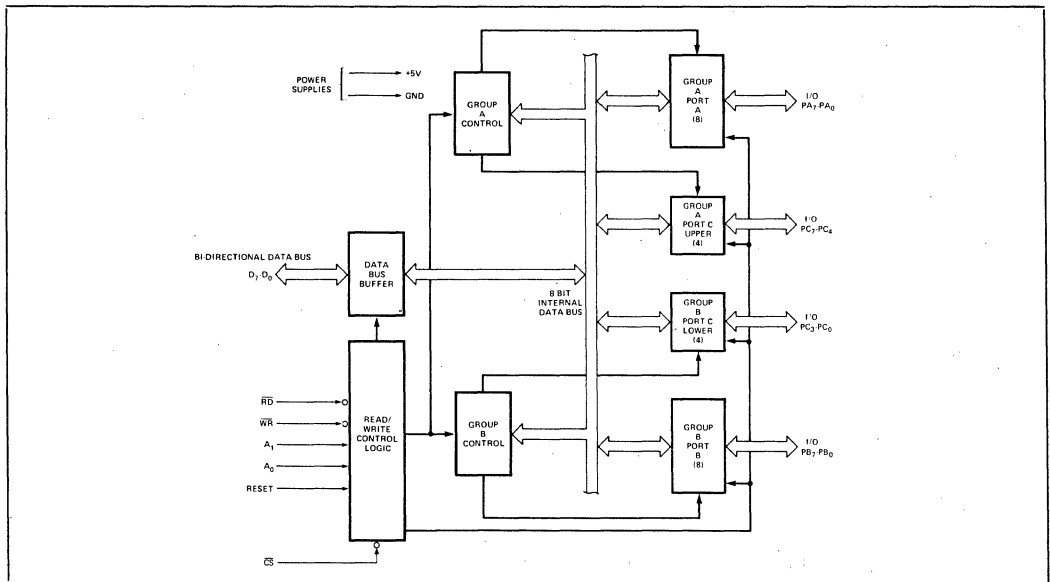 POWER
SUPPLIES
+5V
GND
GROUP
A
CONTROL
GROUP
A
PORT
A
(8)
I/O
PA7-PA0
GROUP
A
PORT C
UPPER
(4)
I/O
PC7-PC4
BI-DIRECTIONAL DATA BUS
D7-D0
DATA
BUS
BUFFER
8 BIT
INTERNAL
DATA BUS
GROUP
B
PORT C
LOWER
(4)
I/O
PC3-PC0
RD
WR
A1
A0
RESET
CS
READ/
WRITE
CONTROL
LOGIC
GROUP
B
CONTROL
GROUP
B
PORT
B
(8)
I/O
PB7-PB0